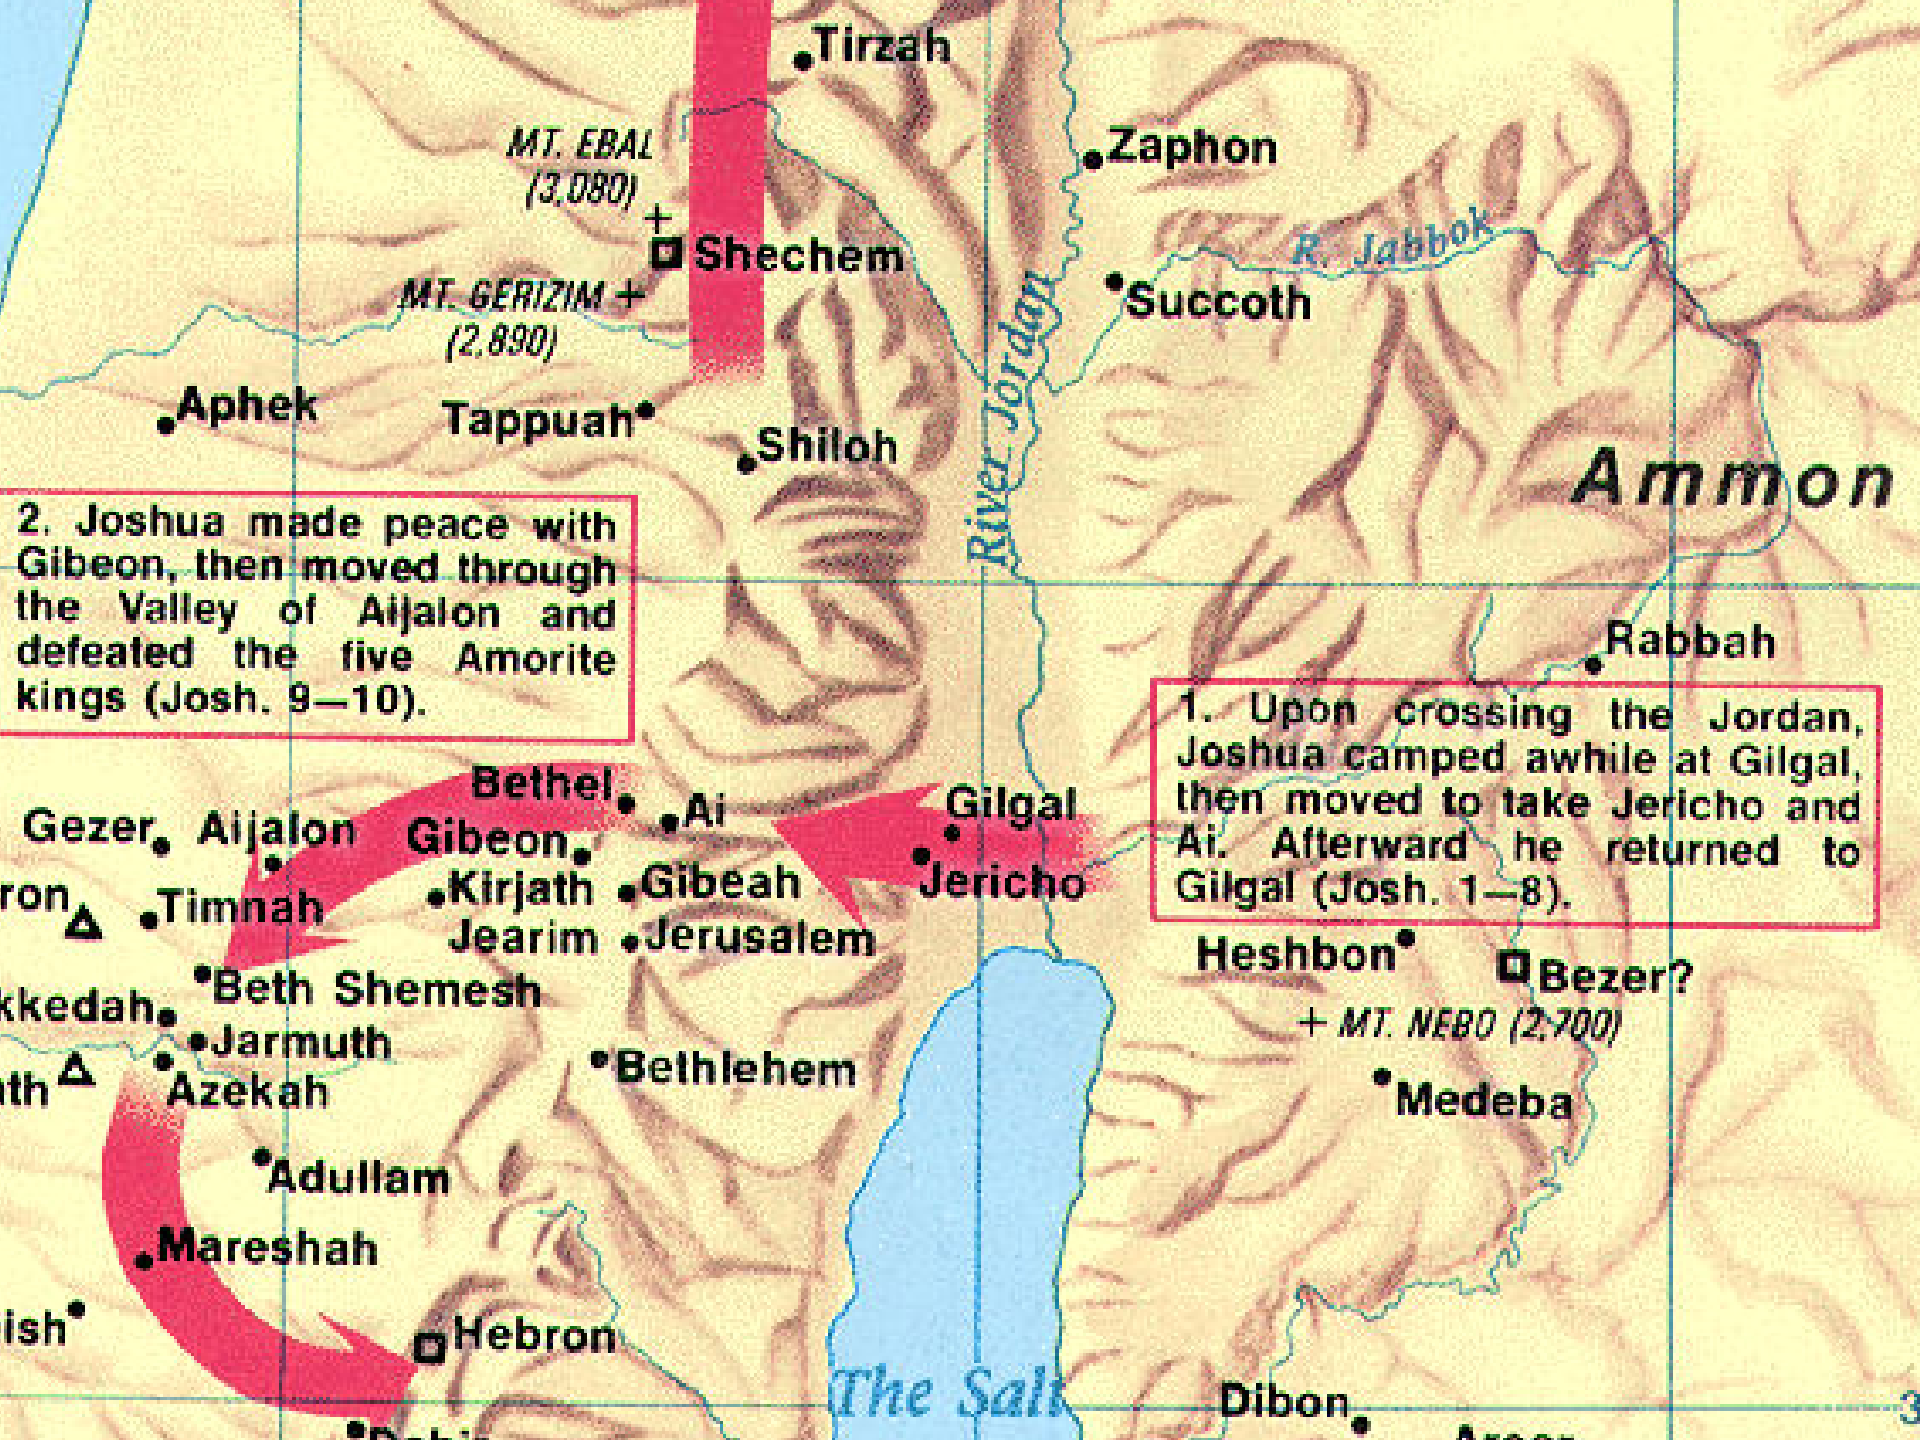 Tirzah
MT. EBAL
(3,080)
Zaphon
Shechem
R. Jabbok
MT. GERIZIM
(2,890)
Succoth
River Jordan
Aphek
Tappuah
Shiloh
Ammon
2. Joshua made peace with
Gibeon, then moved through
the Valley of Aijalon and
defeated the five Amorite
kings (Josh. 9—10).
Rabbah
1. Upon crossing the Jordan,
Joshua camped awhile at Gilgal,
then moved to take Jericho and
Ai. Afterward he returned to
Gilgal (Josh. 1—8).
Bethel
Ai
Gilgal
Gezer
Aijalon
Gibeon
Jericho
ron
Timnah
Kirjath
Jearim
Gibeah
Jerusalem
Heshbon
Bezer?
Beth Shemesh
kkedah
MT. NEBO (2,700)
Jarmuth
ath
Azekah
Bethlehem
Medeba
Adullam
Mareshah
ish
Hebron
The Salt
Dibon
3